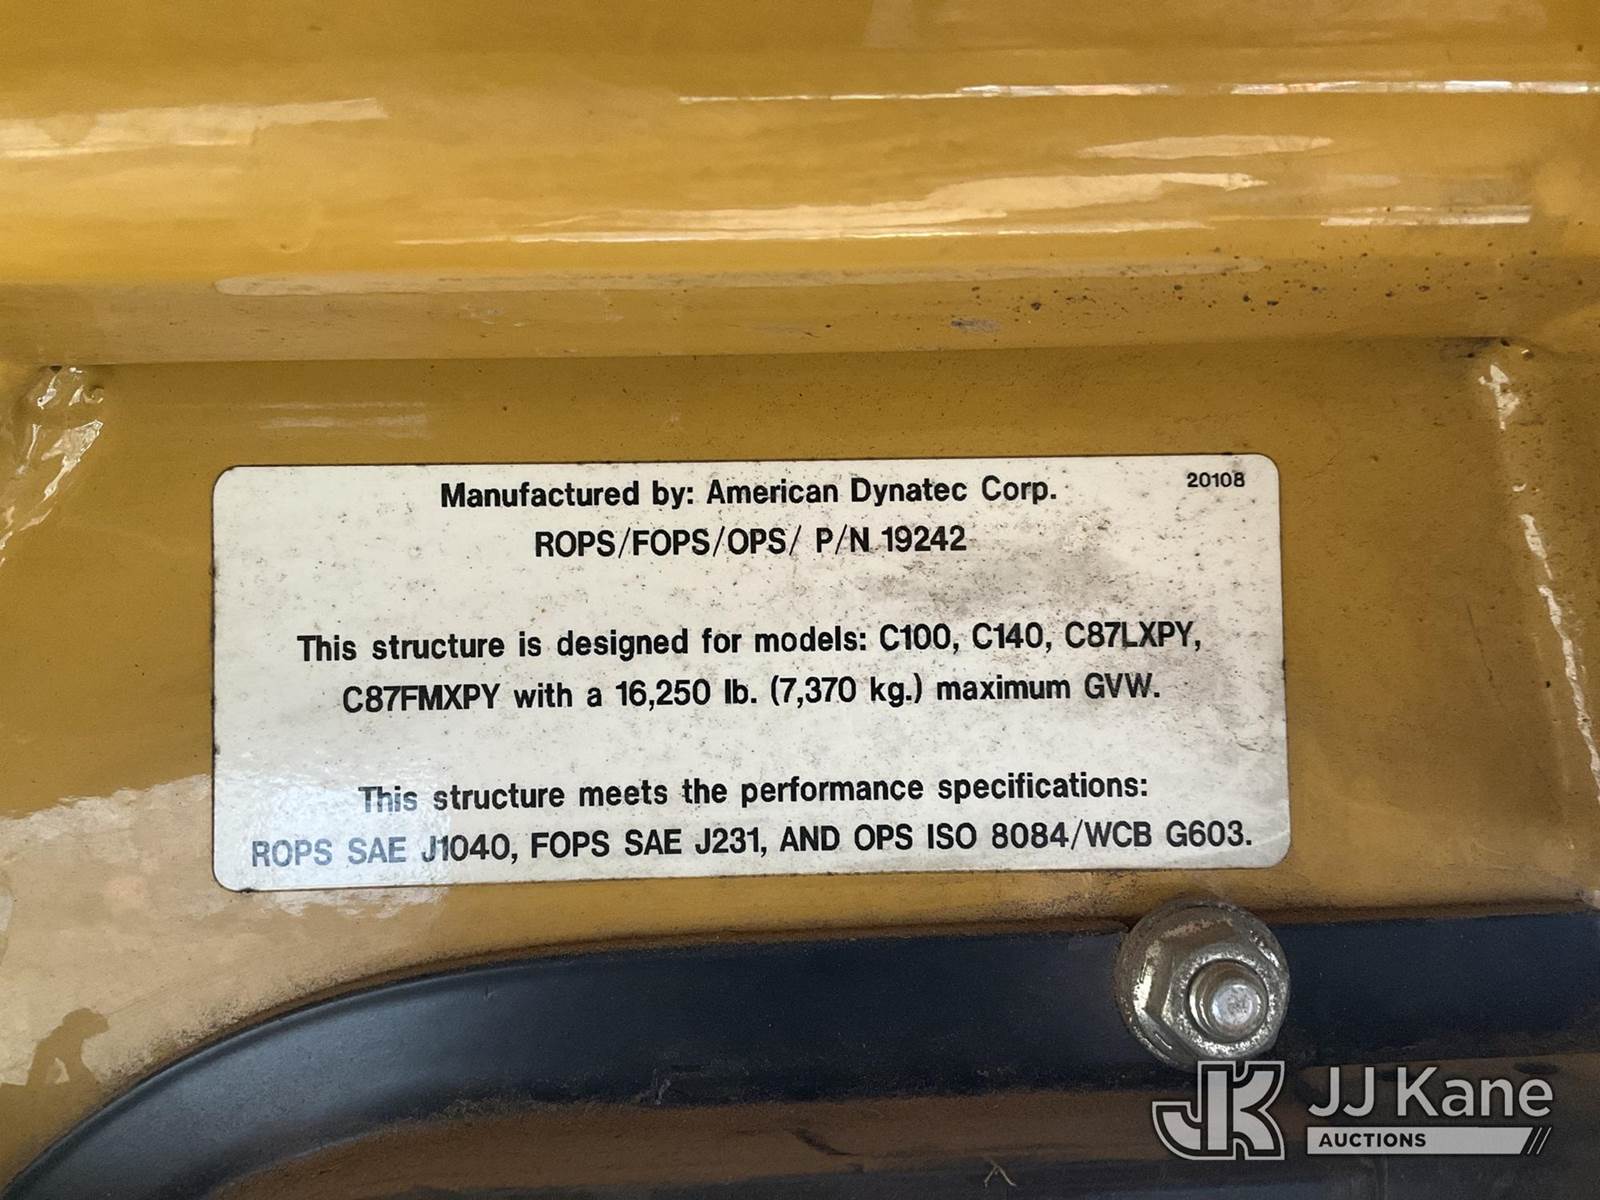 20108
Manufactured by: American Dynatec Corp.
ROPS/FOPS/OPS/ P/N 19242
This structure is designed for models: C100, C140, C87LXPY,
C87FMXPY with a 16,250 lb. (7,370 kg.) maximum GVW.
This structure meets the performance specifications:
ROPS SAE J1040, FOPS SAE J231, AND OPS ISO 8084/WCB G603.
JK JJ Kane
AUCTIONS